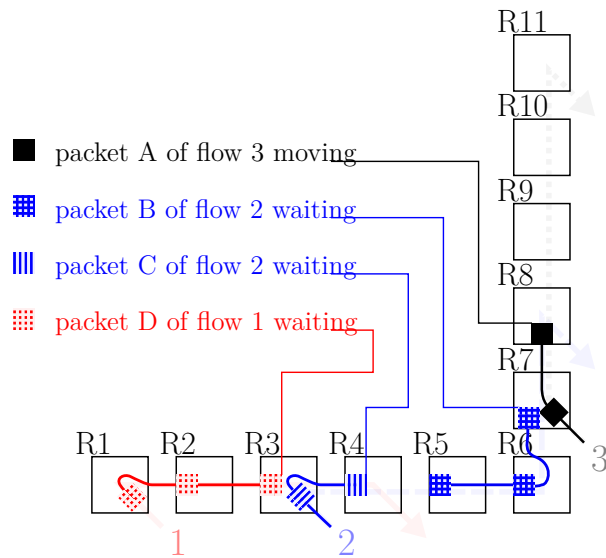 R11
R10
packet A of flow 3 moving
R9
packet B of flow 2 waiting
packet C of flow 2 waiting
R8
packet D of flow 1 waiting
R7
R1 R2 R3 R4 R5 R6
3
1 2